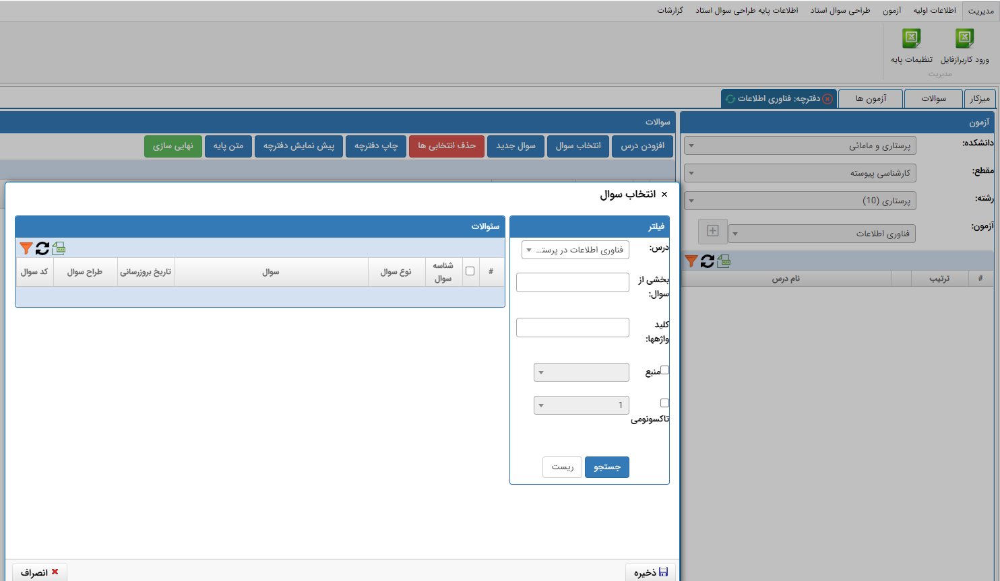 مدیریت اطلاعات اولیه آزمون طراحی سوال استاد اطلاعات پایه طراحی سوال استاد گزارشات
ورود کاربرازفایل تنظیمات پایه
مدیریت
میزکار سوالات آزمون ها دفترچه: فناوری اطلاعات
آزمون
دانشکده: پرستاری و مامائی
مقطع: کارشناسی پیوسته
رشته: پرستاری (10)
آزمون: فناوری اطلاعات
# ترتیب نام درس
سوالات
افزودن درس انتخاب سوال سوال جدید حذف انتخابی ها چاپ دفترچه پیش نمایش دفترچه متن پایه نهایی سازی
× انتخاب سوال
فیلتر
درس: فناوری اطلاعات در پرست...
بخشی از
سوال:
کلید
واژهها:
منبع
1
تاکسونومی
جستجو ریست
سئوالات
# شناسه سوال نوع سوال سوال تاریخ بروزرسانی طراح سوال کد سوال
ذخیره انصراف